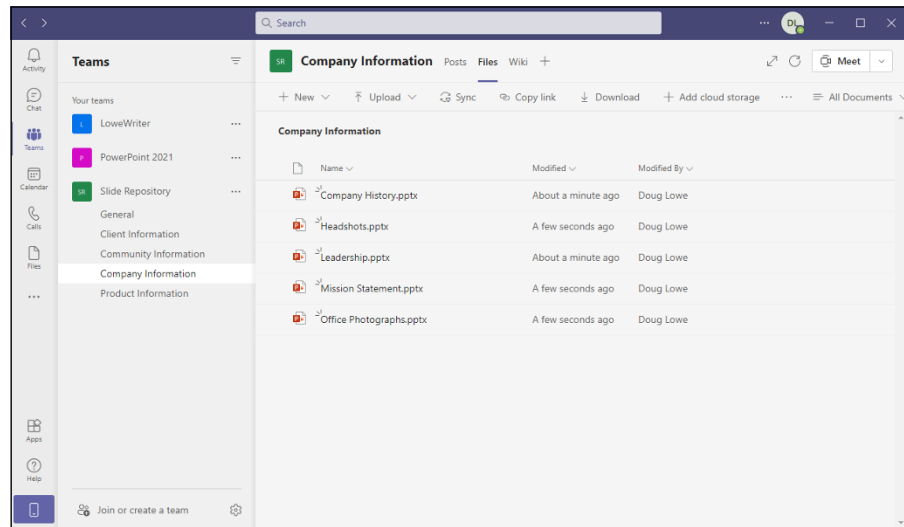 Search
DL
Activity
Chat
Teams
Calendar
Calls
Files
Apps
Help
Teams
Your teams
L LoweWriter
P PowerPoint 2021
SR Slide Repository
General
Client Information
Community Information
Company Information
Product Information
Join or create a team
SR Company Information Posts Files Wiki
Meet
New Upload Sync Copy link Download Add cloud storage All Documents
Company Information
Name Modified Modified By
Company History.pptx About a minute ago Doug Lowe
Headshots.pptx A few seconds ago Doug Lowe
Leadership.pptx About a minute ago Doug Lowe
Mission Statement.pptx A few seconds ago Doug Lowe
Office Photographs.pptx A few seconds ago Doug Lowe